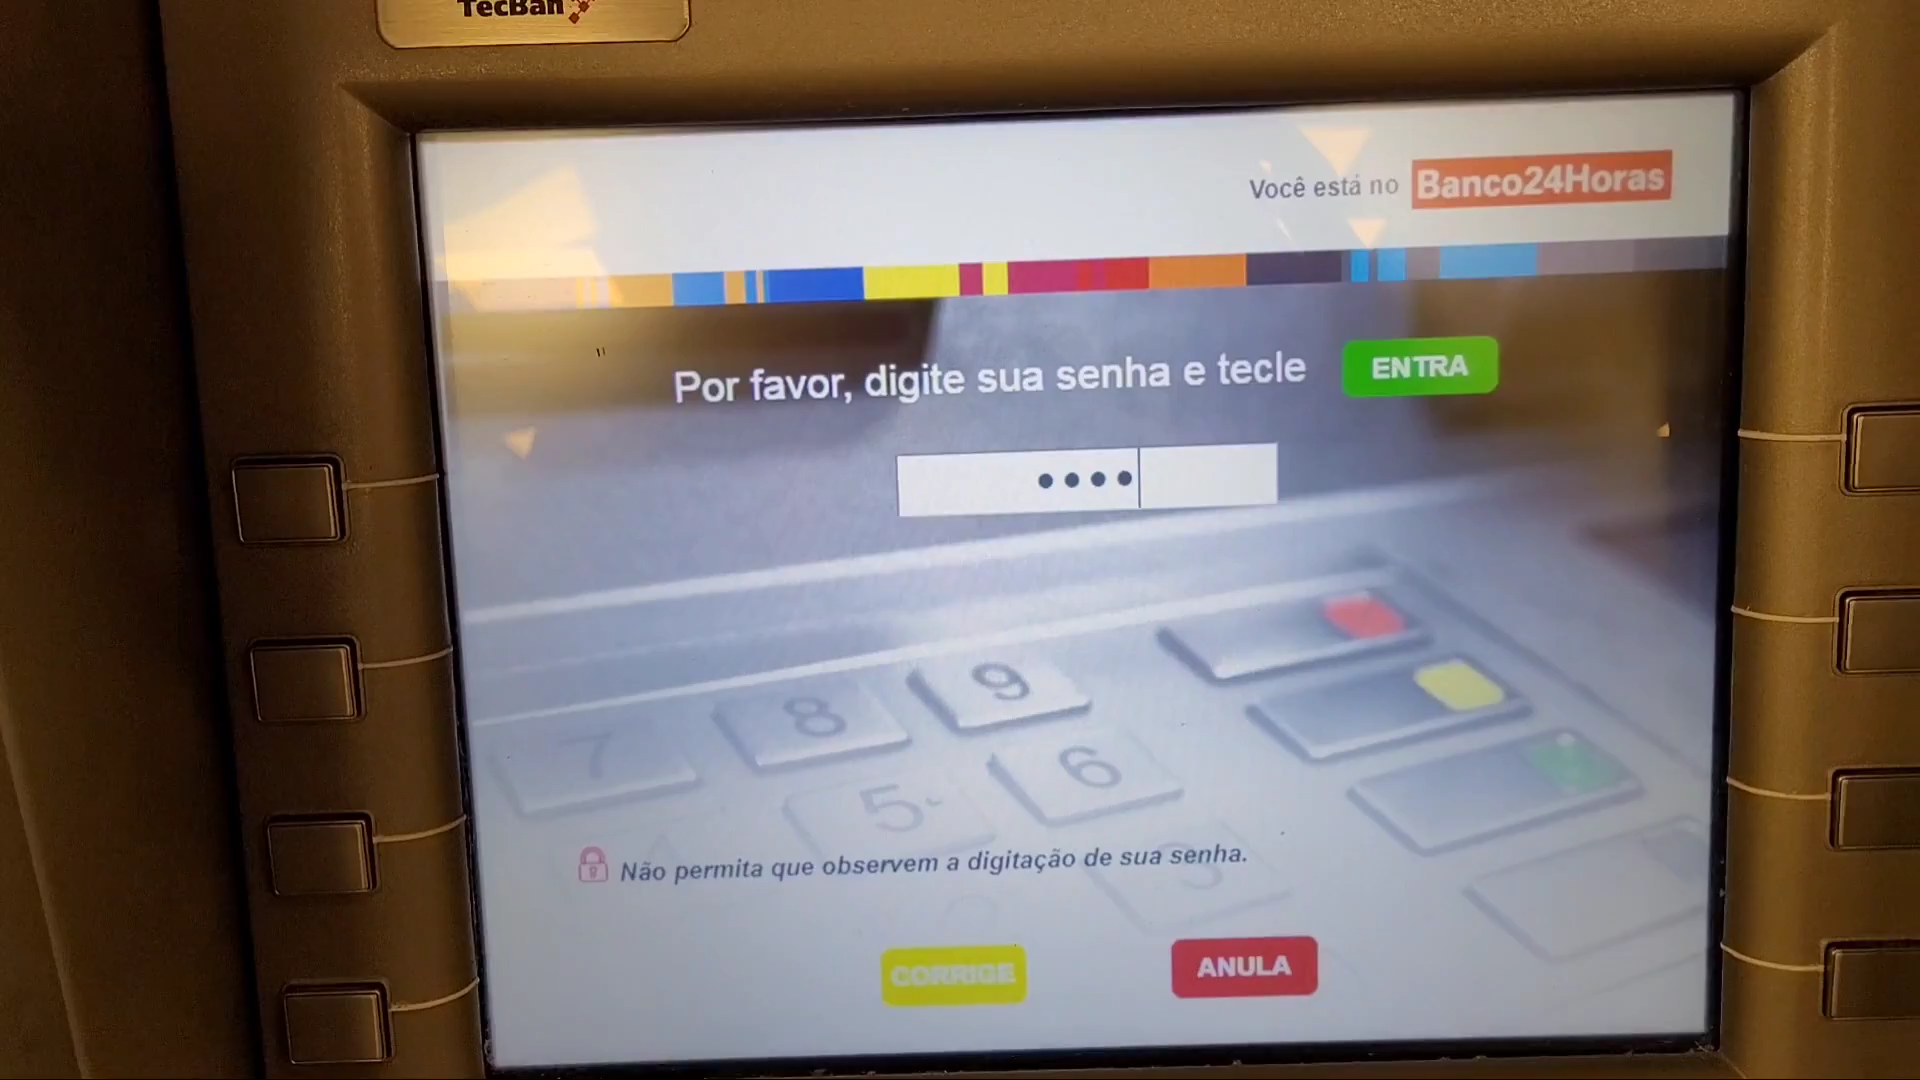 TecBan
Você está no Banco24Horas
Por favor, digite sua senha e tecle ENTRA
••••
7 8 9
5 6
3
Não permita que observem a digitação de sua senha.
CORRIGE ANULA